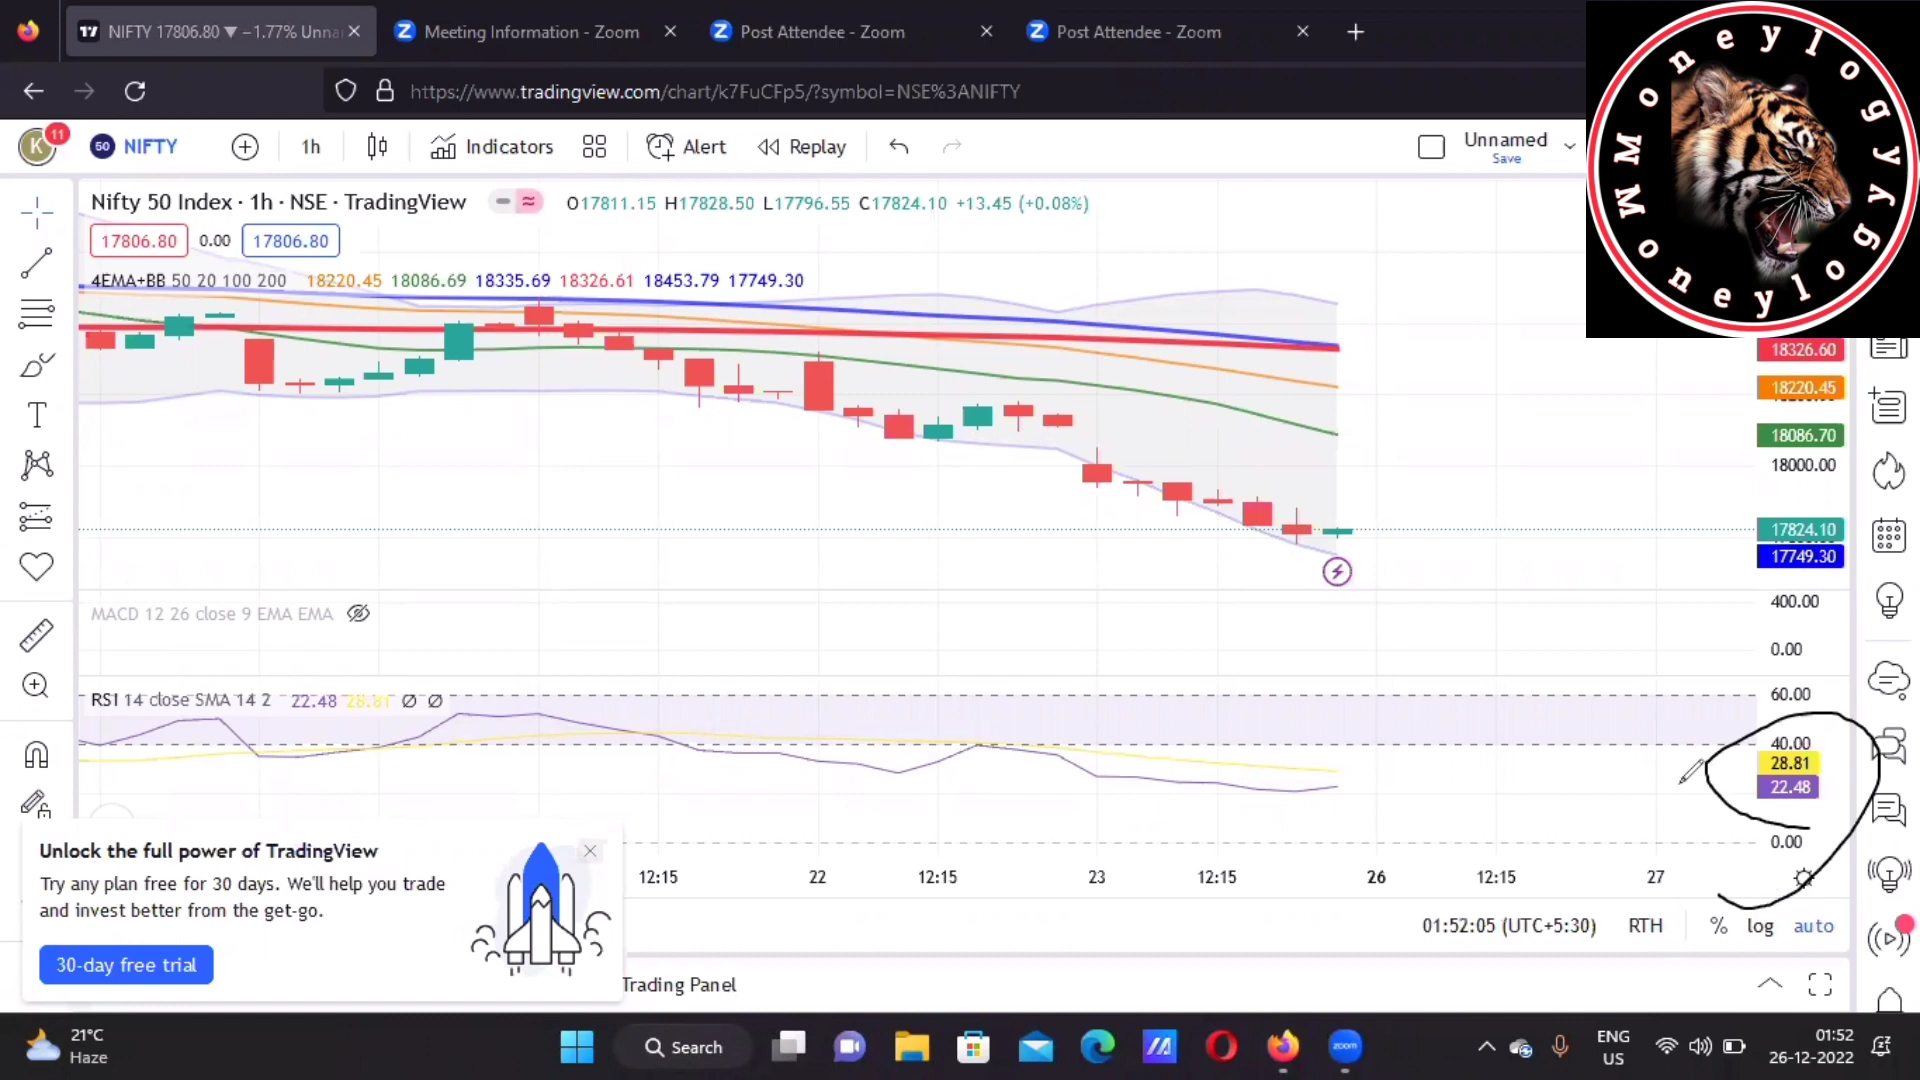 NIFTY 17806.80 ▼ −1.77% Unna
Meeting Information - Zoom
Post Attendee - Zoom
Post Attendee - Zoom
https://www.tradingview.com/chart/k7FuCFp5/?symbol=NSE%3ANIFTY
WMoneylogyyyy
WMoneylogyyy
K
11
50
NIFTY
1h
Indicators
Alert
Replay
Unnamed
Save
Nifty 50 Index · 1h · NSE · TradingView
O17811.15 H17828.50 L17796.55 C17824.10 +13.45 (+0.08%)
17806.80 0.00 17806.80
4EMA+BB 50 20 100 200 18220.45 18086.69 18335.69 18326.61 18453.79 17749.30
18326.60
18220.45
18086.70
18000.00
17824.10
17749.30
MACD 12 26 close 9 EMA EMA
400.00
0.00
RSI 14 close SMA 14 2 22.48 28.81 Ø Ø
60.00
40.00
28.81
22.48
0.00
12:15 22 12:15 23 12:15 26 12:15 27
Unlock the full power of TradingView
Try any plan free for 30 days. We'll help you trade
and invest better from the get-go.
30-day free trial
01:52:05 (UTC+5:30) RTH % log auto
Trading Panel
21°C
Haze
Search
zoom
ENG
US
01:52
26-12-2022